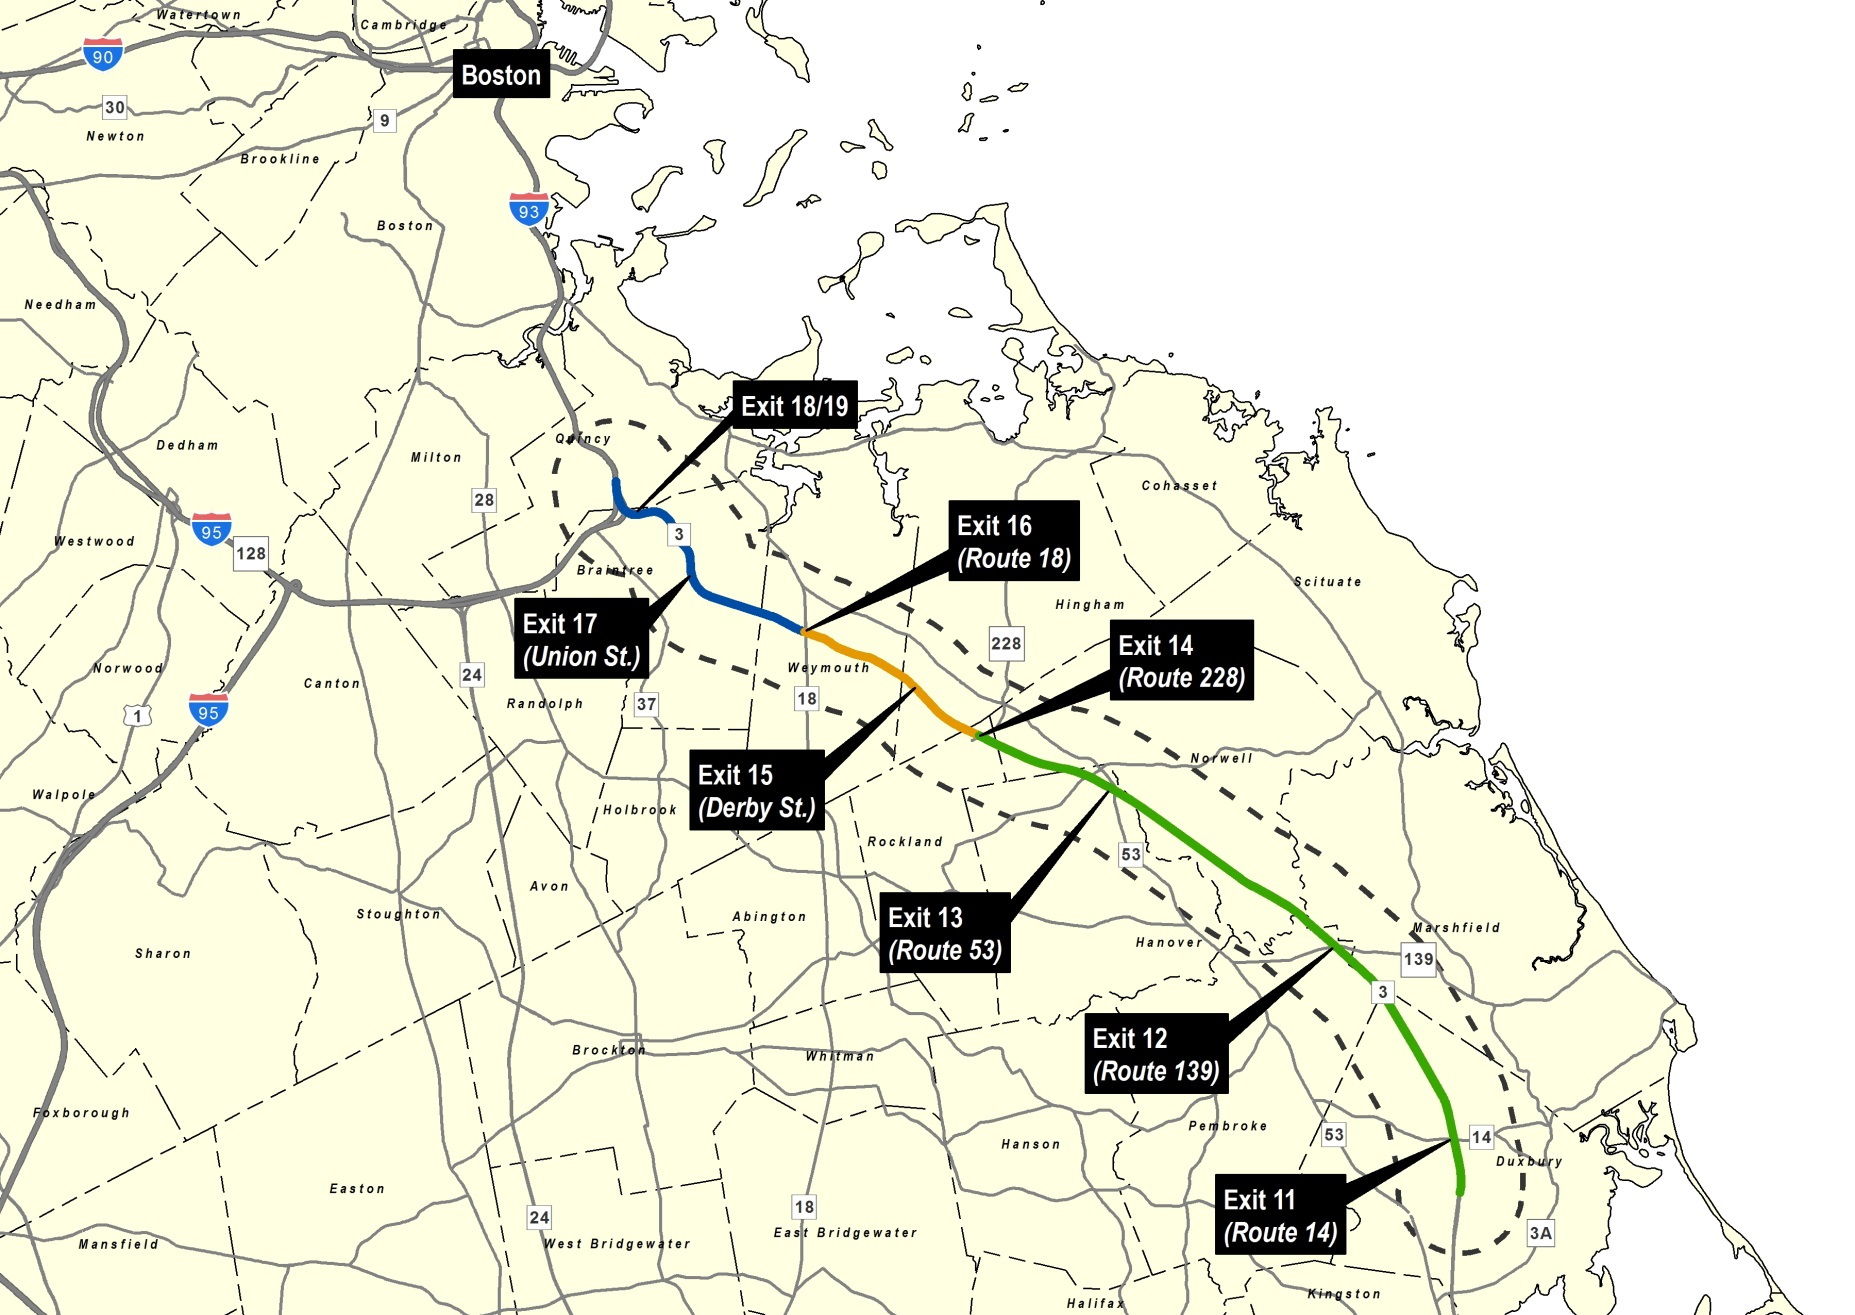 Watertown
Cambridge
90
Boston
30
9
Newton
Brookline
93
Boston
Needham
Exit 18/19
Quincy
Dedham
Milton
Cohasset
28
Exit 16
(Route 18)
95
128
3
Westwood
Braintree
Scituate
Hingham
Exit 17
(Union St.)
228
Exit 14
(Route 228)
Norwood
Weymouth
24
Canton
Randolph
37
18
1
95
Norwell
Exit 15
(Derby St.)
Walpole
Holbrook
Rockland
53
Avon
Stoughton
Abington
Exit 13
(Route 53)
Marshfield
Hanover
139
Sharon
3
Exit 12
(Route 139)
Brockton
Whitman
Foxborough
Pembroke
53
14
Hanson
Duxbury
Easton
Exit 11
(Route 14)
18
24
East Bridgewater
3A
Mansfield
West Bridgewater
Kingston
Halifax